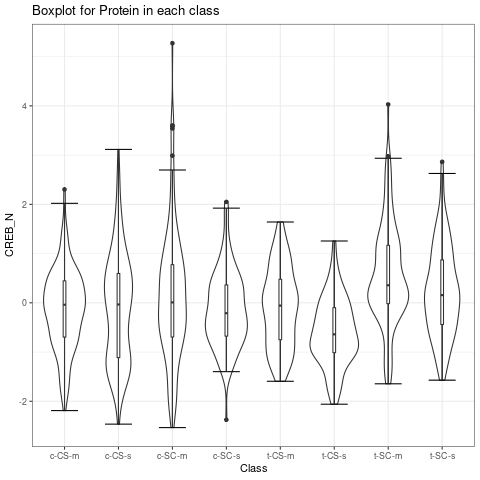 Boxplot for Protein in each class
CREB_N
4
2
0
-2
c-CS-m c-CS-s c-SC-m c-SC-s t-CS-m t-CS-s t-SC-m t-SC-s
Class